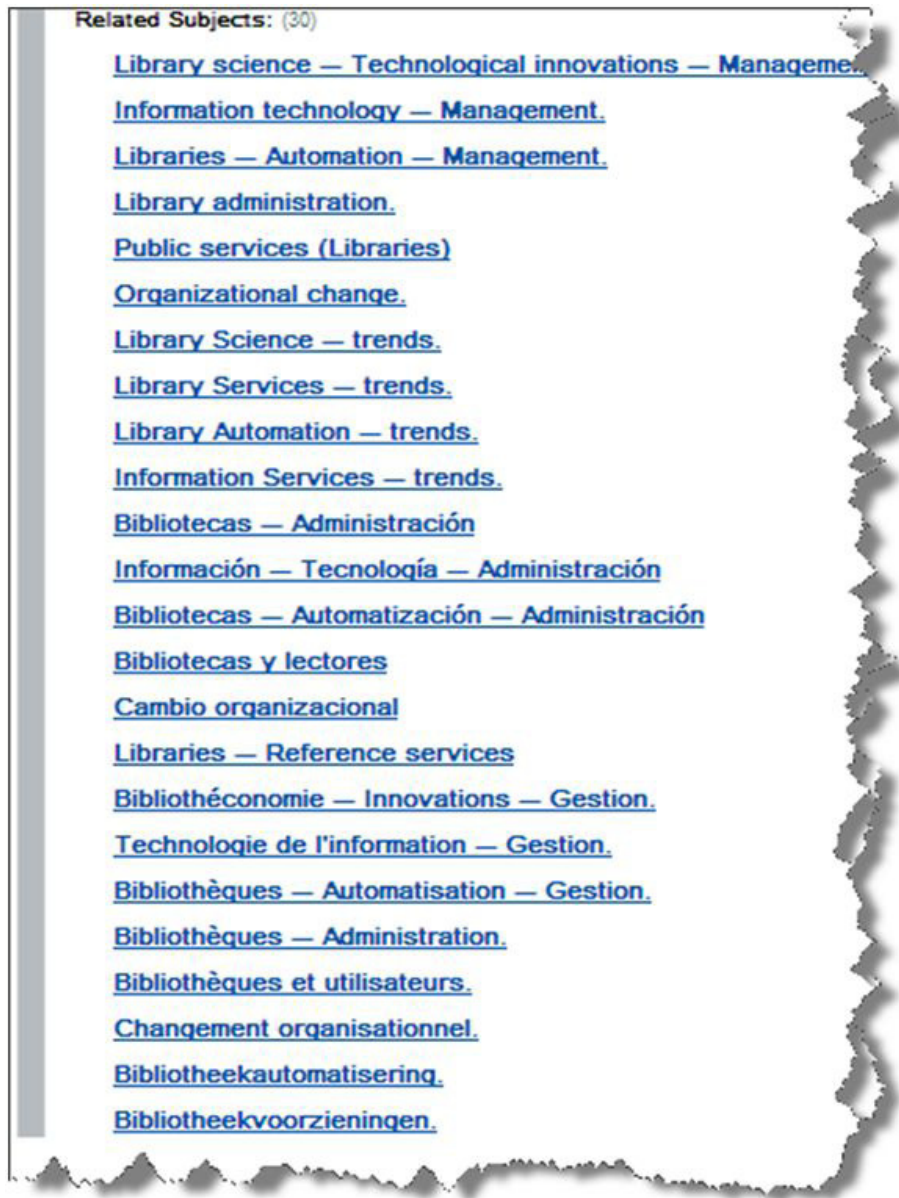 Related Subjects: (30)
Library science — Technological innovations — Manageme
Information technology — Management.
Libraries — Automation — Management.
Library administration.
Public services (Libraries)
Organizational change.
Library Science — trends.
Library Services — trends.
Library Automation — trends.
Information Services — trends.
Bibliotecas — Administración
Información — Tecnología — Administración
Bibliotecas — Automatización — Administración
Bibliotecas y lectores
Cambio organizacional
Libraries — Reference services
Bibliothéconomie — Innovations — Gestion.
Technologie de l'information — Gestion.
Bibliothèques — Automatisation — Gestion.
Bibliothèques — Administration.
Bibliothèques et utilisateurs.
Changement organisationnel.
Bibliotheekautomatisering.
Bibliotheekvoorzieningen.